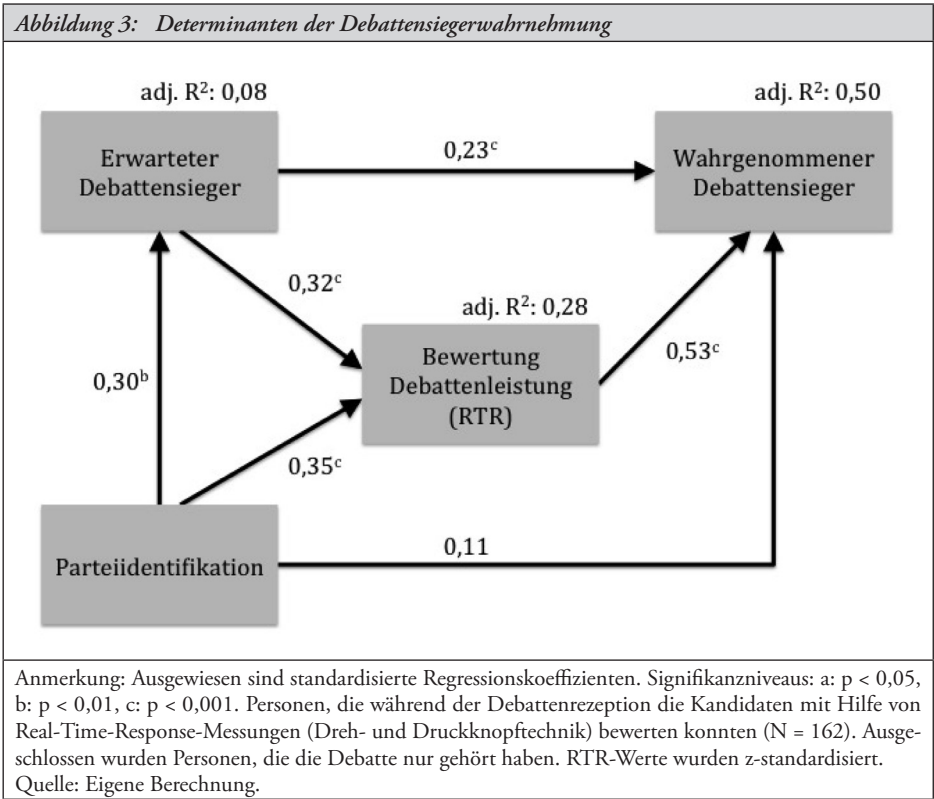 Abbildung 3: Determinanten der Debattensiegerwahrnehmung
adj. R²: 0,08
adj. R²: 0,50
Erwarteter
Debattensieger
0,23ᶜ
Wahrgenommener
Debattensieger
0,32ᶜ
adj. R²: 0,28
Bewertung
Debattenleistung
(RTR)
0,53ᶜ
0,30ᵇ
0,35ᶜ
Parteiidentifikation
0,11
Anmerkung: Ausgewiesen sind standardisierte Regressionskoeffizienten. Signifikanzniveaus: a: p < 0,05,
b: p < 0,01, c: p < 0,001. Personen, die während der Debattenrezeption die Kandidaten mit Hilfe von
Real-Time-Response-Messungen (Dreh- und Druckknopftechnik) bewerten konnten (N = 162). Ausge-
schlossen wurden Personen, die die Debatte nur gehört haben. RTR-Werte wurden z-standardisiert.
Quelle: Eigene Berechnung.